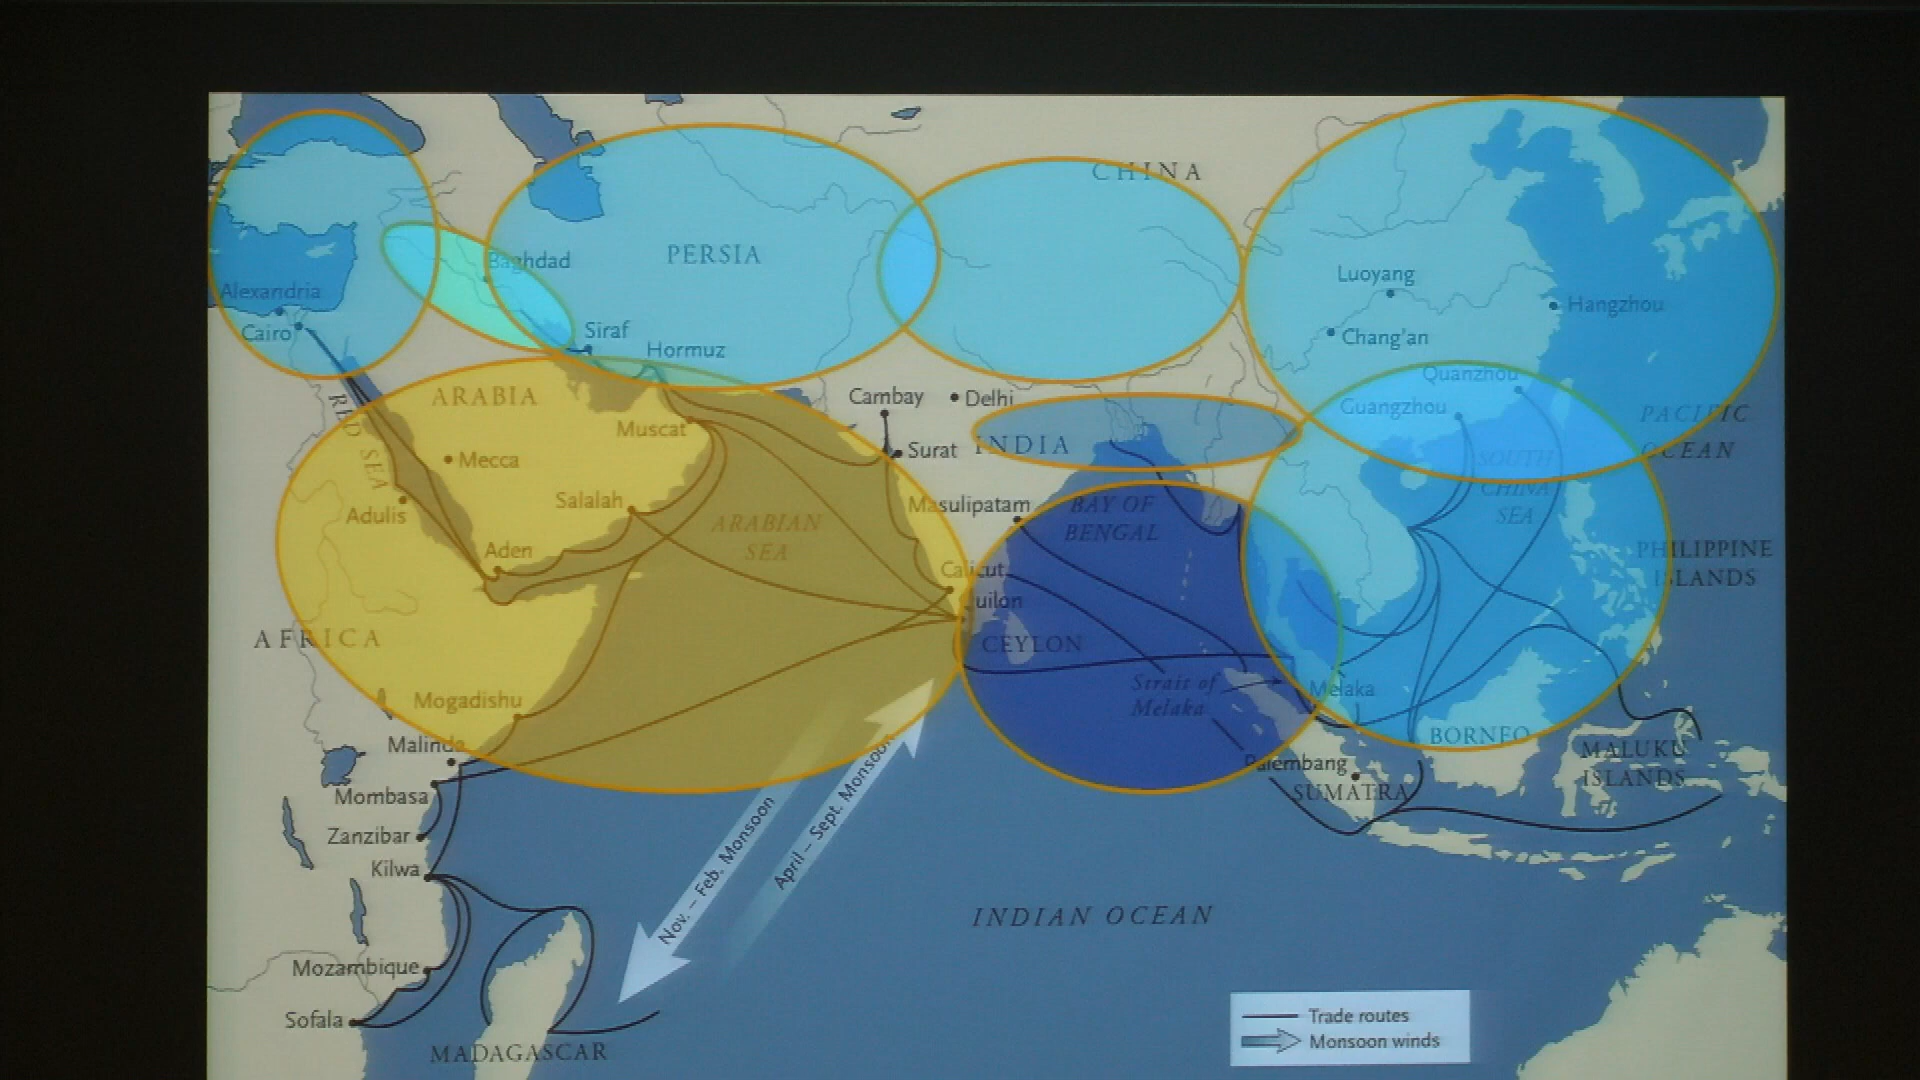 CHINA
Baghdad
PERSIA
Alexandria
Cairo
Siraf
Hormuz
Luoyang
Hangzhou
Chang'an
Quanzhou
Guangzhou
PACIFIC
OCEAN
ARABIA
RED SEA
Muscat
Cambay
Delhi
Surat
INDIA
Mecca
SOUTH
CHINA
SEA
Salalah
Adulis
ARABIAN
SEA
Masulipatam
BAY OF
BENGAL
Aden
Calicut
uilon
CEYLON
PHILIPPINE
ISLANDS
AFRICA
Mogadishu
Strait of
Melaka
Melaka
BORNEO
MALUKU
ISLANDS
Malindi
Palembang
SUMATRA
Mombasa
Zanzibar
Kilwa
Nov. – Feb. Monsoon
April – Sept. Monsoon
INDIAN OCEAN
Mozambique
Sofala
MADAGASCAR
Trade routes
Monsoon winds